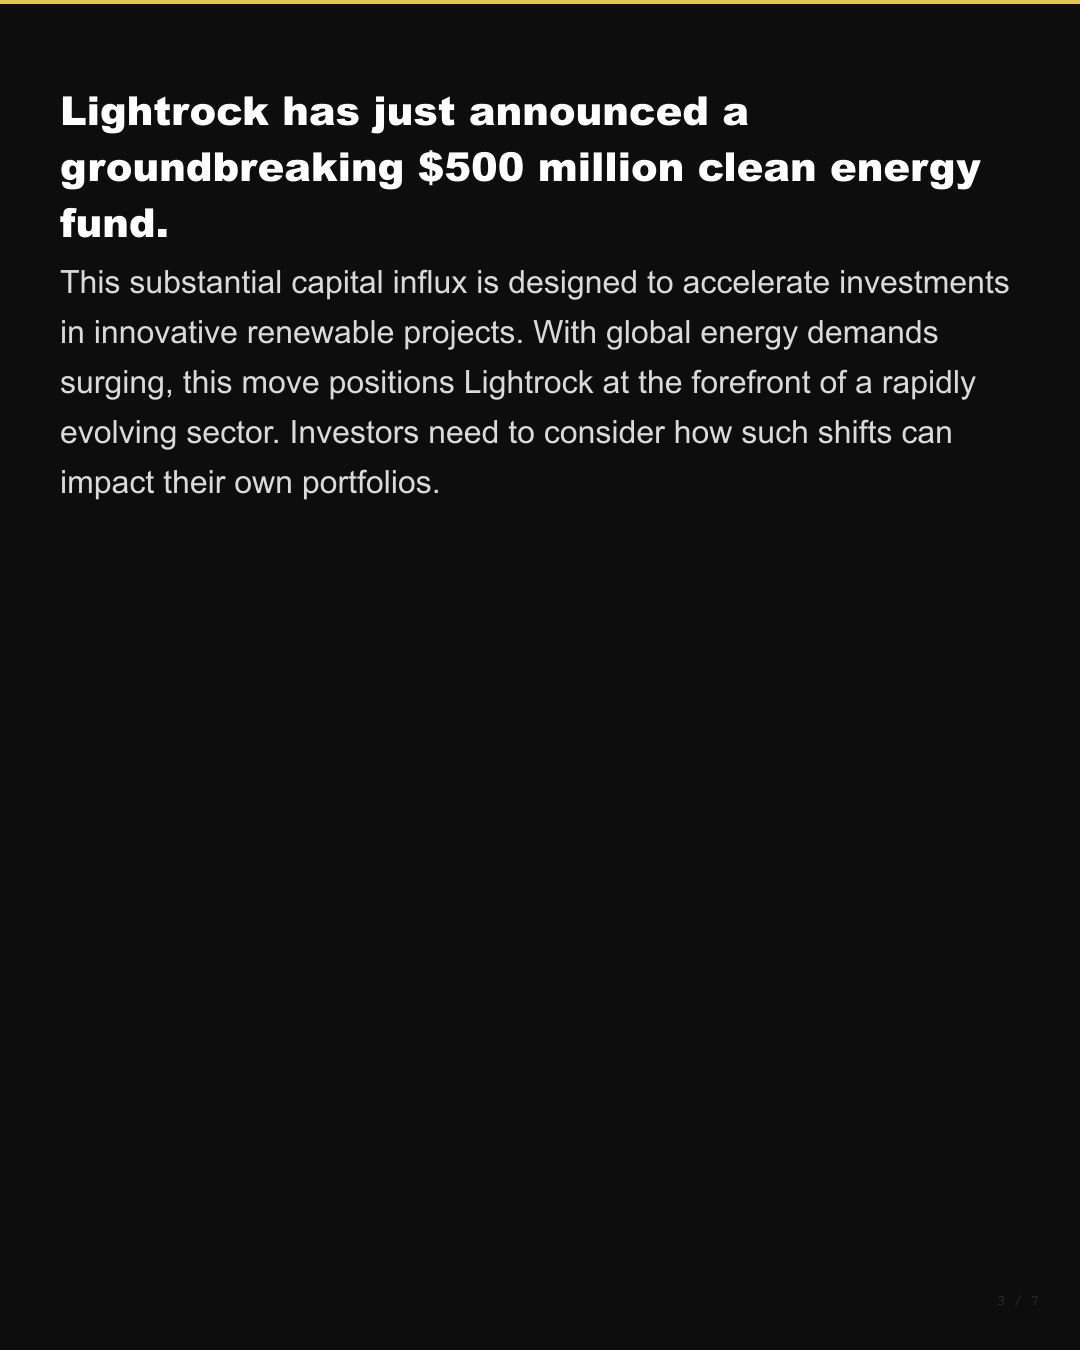 Lightrock has just announced a
groundbreaking $500 million clean energy
fund.
This substantial capital influx is designed to accelerate investments
in innovative renewable projects. With global energy demands
surging, this move positions Lightrock at the forefront of a rapidly
evolving sector. Investors need to consider how such shifts can
impact their own portfolios.
3 / 7